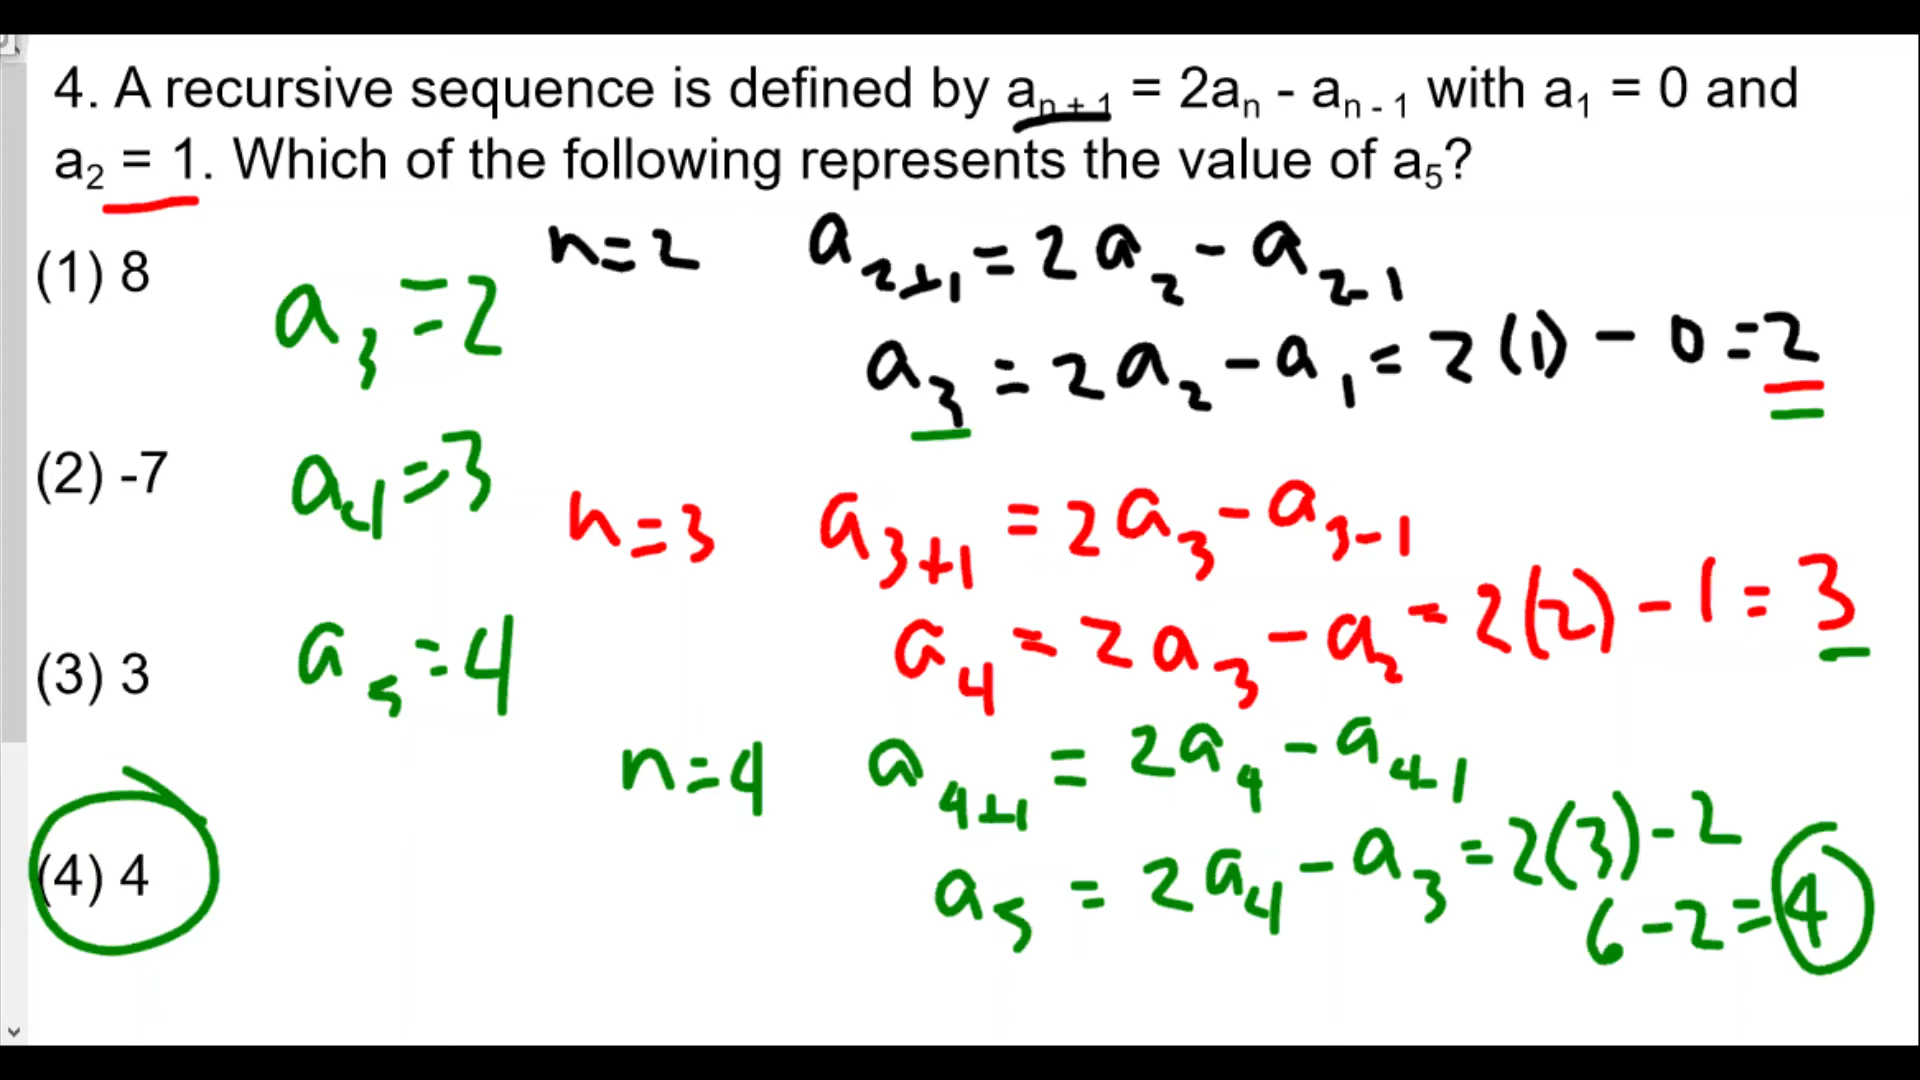 4. A recursive sequence is defined by aₙ₊₁ = 2aₙ - aₙ₋₁ with a₁ = 0 and
a₂ = 1. Which of the following represents the value of a₅?
n=2 a₂₊₁ = 2a₂ - a₂₋₁
(1) 8
a₃ = 2
a₃ = 2a₂ - a₁ = 2(1) - 0 = 2
(2) -7
a₄ = 3
n=3 a₃₊₁ = 2a₃ - a₃₋₁
a₄ = 2a₃ - a₂ = 2(2) - 1 = 3
(3) 3
a₅ = 4
n=4 a₄₊₁ = 2a₄ - a₄₋₁
(4) 4
a₅ = 2a₄ - a₃ = 2(3) - 2
6 - 2 = 4